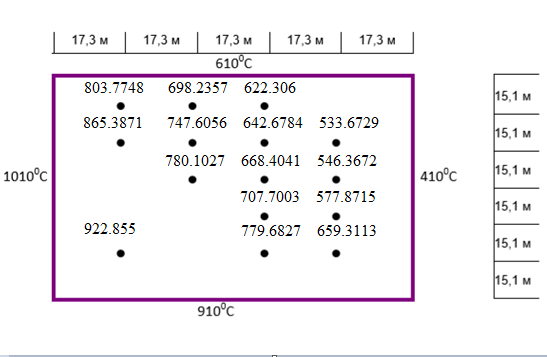 17,3 м 17,3 м 17,3 м 17,3 м 17,3 м
610⁰C
803.7748 698.2357 622.306
15,1 м
865.3871 747.6056 642.6784 533.6729
15,1 м
780.1027 668.4041 546.3672
15,1 м
1010⁰C
410⁰C
707.7003 577.8715
15,1 м
922.855 779.6827 659.3113
15,1 м
15,1 м
910⁰C